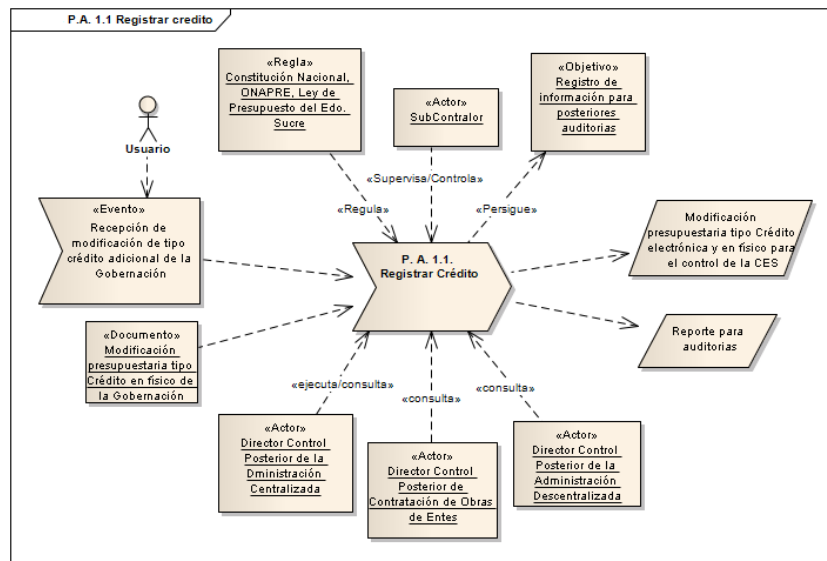 P.A. 1.1 Registrar credito
«Regla»
Constitución Nacional,
ONAPRE, Ley de
Presupuesto del Edo.
Sucre
«Actor»
SubContralor
«Objetivo»
Registro de
información para
posteriores
auditorias
Usuario
«Supervisa/Controla»
«Regula»
«Persigue»
«Evento»
Recepción de
modificación de tipo
crédito adicional de la
Gobernación
P. A. 1.1.
Registrar Crédito
Modificación
presupuestaria tipo Crédito
electrónica y en físico para
el control de la CES
«Documento»
Modificación
presupuestaria tipo
Crédito en físico de
la Gobernación
Reporte para
auditorias
«ejecuta/consulta»
«consulta»
«consulta»
«Actor»
Director Control
Posterior de la
Dministración
Centralizada
«Actor»
Director Control
Posterior de
Contratación de Obras
de Entes
«Actor»
Director Control
Posterior de la
Administración
Descentralizada